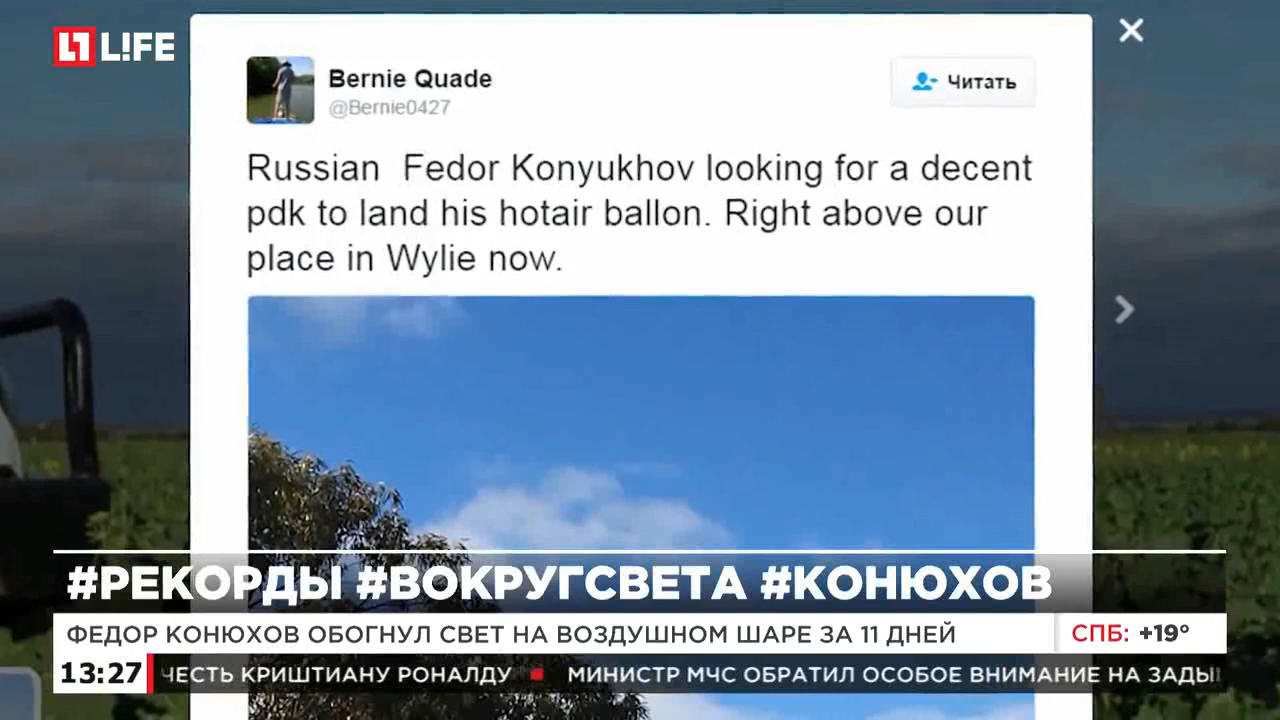 L!FE
Bernie Quade
@Bernie0427
Читать
Russian Fedor Konyukhov looking for a decent
pdk to land his hotair ballon. Right above our
place in Wylie now.
#РЕКОРДЫ #ВОКРУГСВЕТА #КОНЮХОВ
ФЕДОР КОНЮХОВ ОБОГНУЛ СВЕТ НА ВОЗДУШНОМ ШАРЕ ЗА 11 ДНЕЙ
СПБ: +19°
13:27
ЧЕСТЬ КРИШТИАНУ РОНАЛДУ МИНИСТР МЧС ОБРАТИЛ ОСОБОЕ ВНИМАНИЕ НА ЗАДЫ